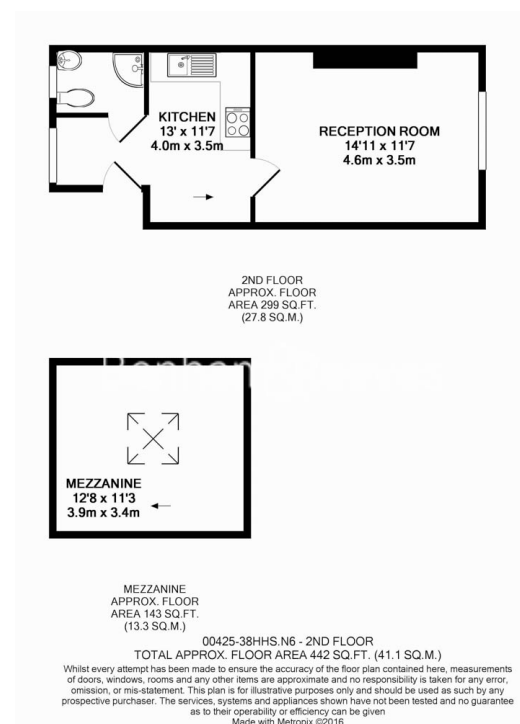 KITCHEN
13' x 11'7
4.0m x 3.5m
RECEPTION ROOM
14'11 x 11'7
4.6m x 3.5m
2ND FLOOR
APPROX. FLOOR
AREA 299 SQ.FT.
(27.8 SQ.M.)
MEZZANINE
12'8 x 11'3
3.9m x 3.4m
MEZZANINE
APPROX. FLOOR
AREA 143 SQ.FT.
(13.3 SQ.M.)
00425-38HHS.N6 - 2ND FLOOR
TOTAL APPROX. FLOOR AREA 442 SQ.FT. (41.1 SQ.M.)
Whilst every attempt has been made to ensure the accuracy of the floor plan contained here, measurements
of doors, windows, rooms and any other items are approximate and no responsibility is taken for any error,
omission, or mis-statement. This plan is for illustrative purposes only and should be used as such by any
prospective purchaser. The services, systems and appliances shown have not been tested and no guarantee
as to their operability or efficiency can be given
Made with Metropix ©2016